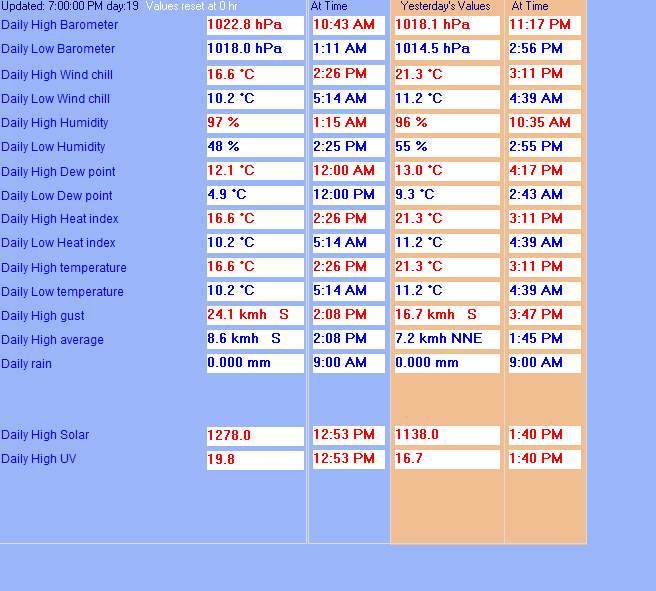 Updated: 7:00:00 PM day:19 Values reset at 0 hr At Time Yesterday's Values At Time
Daily High Barometer 1022.8 hPa 10:43 AM 1018.1 hPa 11:17 PM
Daily Low Barometer 1018.0 hPa 1:11 AM 1014.5 hPa 2:56 PM
Daily High Wind chill 16.6 °C 2:26 PM 21.3 °C 3:11 PM
Daily Low Wind chill 10.2 °C 5:14 AM 11.2 °C 4:39 AM
Daily High Humidity 97 % 1:15 AM 96 % 10:35 AM
Daily Low Humidity 48 % 2:25 PM 55 % 2:55 PM
Daily High Dew point 12.1 °C 12:00 AM 13.0 °C 4:17 PM
Daily Low Dew point 4.9 °C 12:00 PM 9.3 °C 2:43 AM
Daily High Heat index 16.6 °C 2:26 PM 21.3 °C 3:11 PM
Daily Low Heat index 10.2 °C 5:14 AM 11.2 °C 4:39 AM
Daily High temperature 16.6 °C 2:26 PM 21.3 °C 3:11 PM
Daily Low temperature 10.2 °C 5:14 AM 11.2 °C 4:39 AM
Daily High gust 24.1 kmh S 2:08 PM 16.7 kmh S 3:47 PM
Daily High average 8.6 kmh S 2:08 PM 7.2 kmh NNE 1:45 PM
Daily rain 0.000 mm 9:00 AM 0.000 mm 9:00 AM
Daily High Solar 1278.0 12:53 PM 1138.0 1:40 PM
Daily High UV 19.8 12:53 PM 16.7 1:40 PM